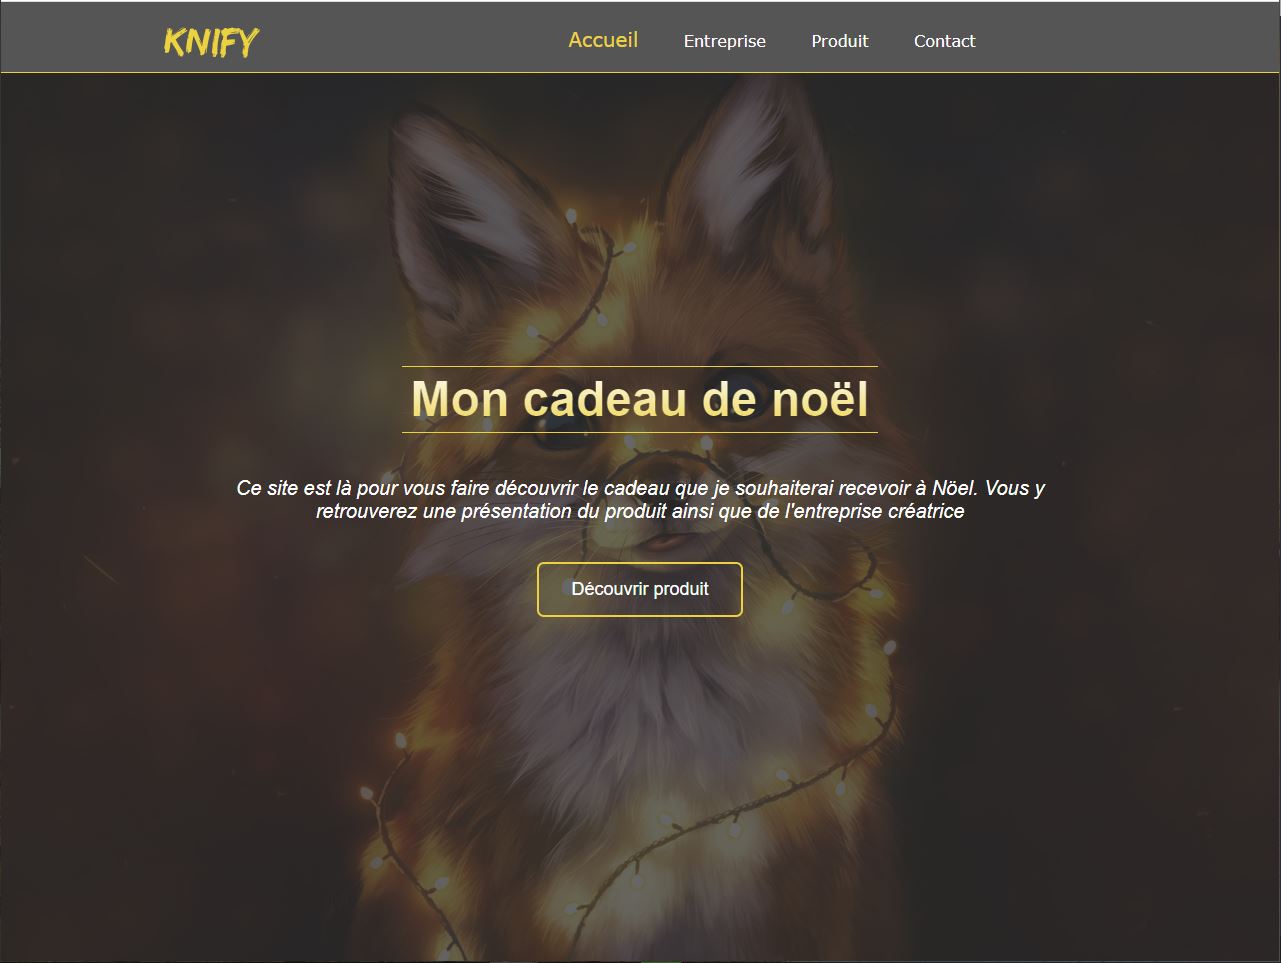 KNIFY
Accueil Entreprise Produit Contact
Mon cadeau de noël
Ce site est là pour vous faire découvrir le cadeau que je souhaiterai recevoir à Nöel. Vous y
retrouverez une présentation du produit ainsi que de l'entreprise créatrice
Découvrir produit